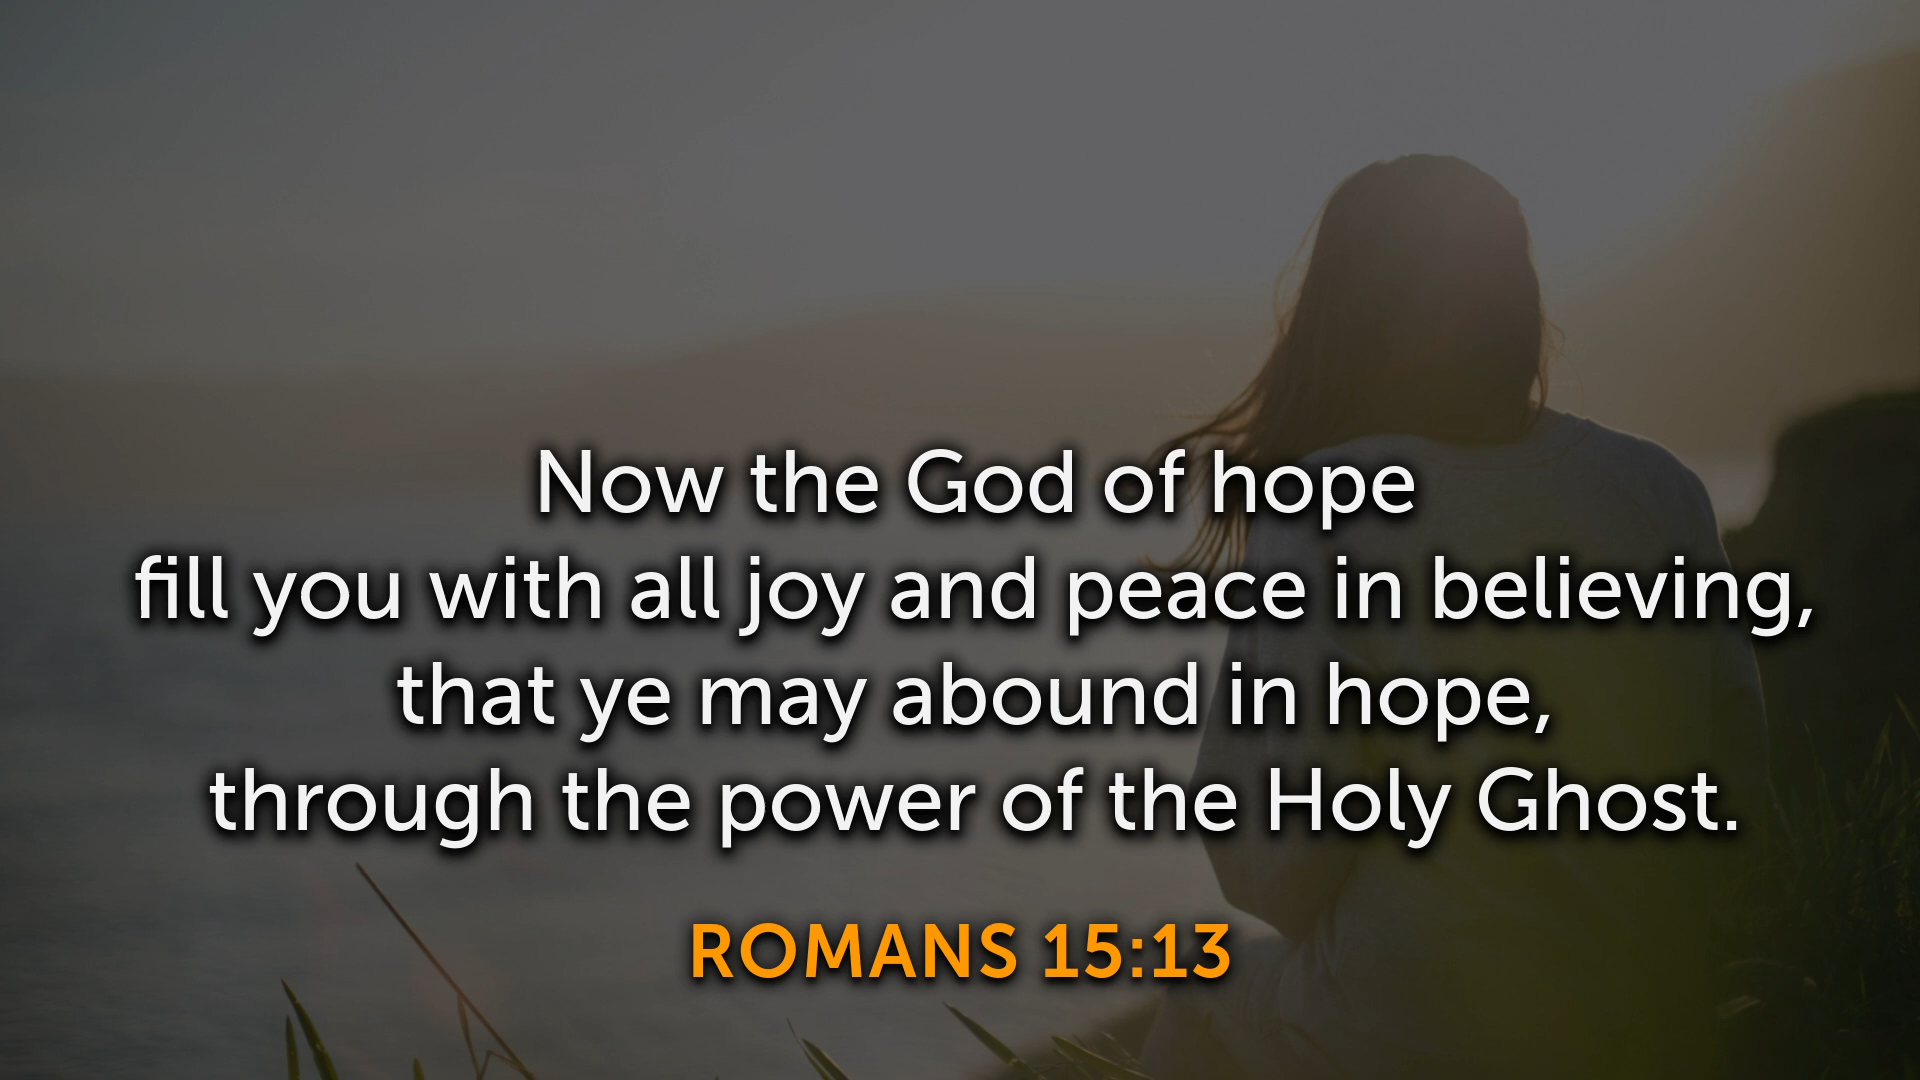 Now the God of hope
fill you with all joy and peace in believing,
that ye may abound in hope,
through the power of the Holy Ghost.
ROMANS 15:13